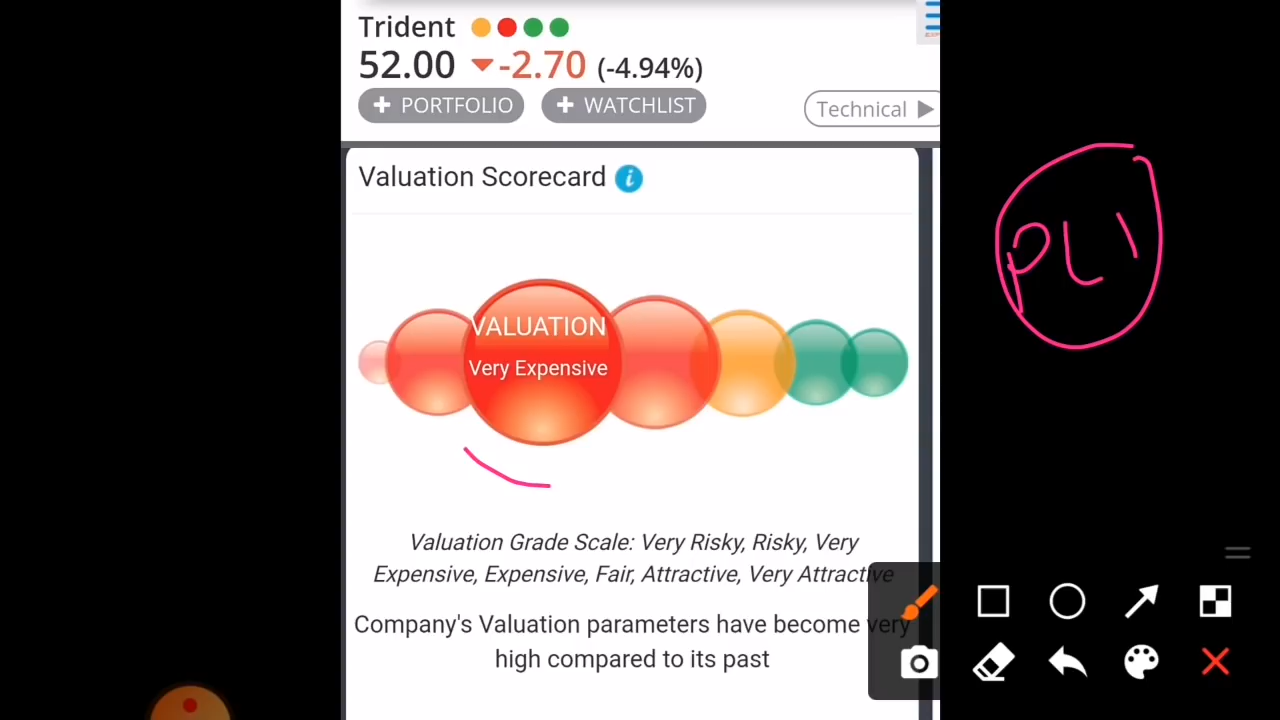 Trident
52.00 ▼-2.70 (-4.94%)
+ PORTFOLIO + WATCHLIST
Technical ▶
Valuation Scorecard i
PLI
VALUATION
Very Expensive
Valuation Grade Scale: Very Risky, Risky, Very
Expensive, Expensive, Fair, Attractive, Very Attractive
Company's Valuation parameters have become very
high compared to its past